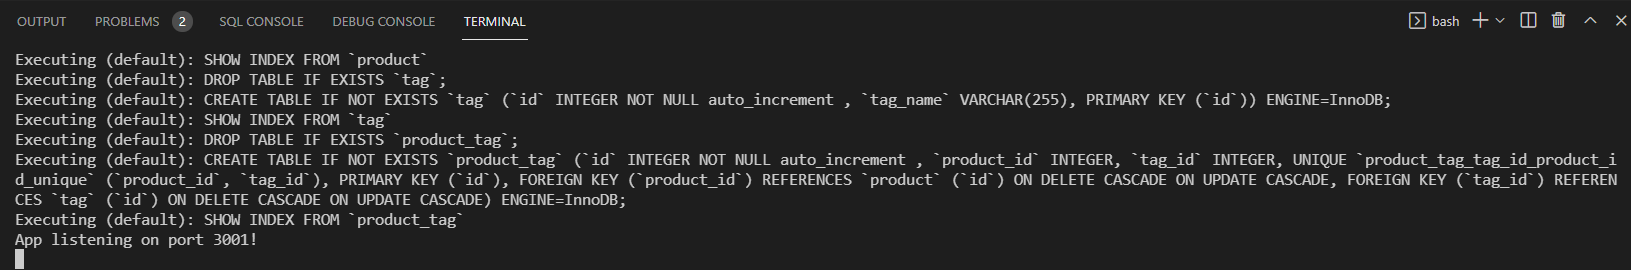 OUTPUT PROBLEMS 2 SQL CONSOLE DEBUG CONSOLE TERMINAL bash
Executing (default): SHOW INDEX FROM `product`
Executing (default): DROP TABLE IF EXISTS `tag`;
Executing (default): CREATE TABLE IF NOT EXISTS `tag` (`id` INTEGER NOT NULL auto_increment , `tag_name` VARCHAR(255), PRIMARY KEY (`id`)) ENGINE=InnoDB;
Executing (default): SHOW INDEX FROM `tag`
Executing (default): DROP TABLE IF EXISTS `product_tag`;
Executing (default): CREATE TABLE IF NOT EXISTS `product_tag` (`id` INTEGER NOT NULL auto_increment , `product_id` INTEGER, `tag_id` INTEGER, UNIQUE `product_tag_tag_id_product_i
d_unique` (`product_id`, `tag_id`), PRIMARY KEY (`id`), FOREIGN KEY (`product_id`) REFERENCES `product` (`id`) ON DELETE CASCADE ON UPDATE CASCADE, FOREIGN KEY (`tag_id`) REFEREN
CES `tag` (`id`) ON DELETE CASCADE ON UPDATE CASCADE) ENGINE=InnoDB;
Executing (default): SHOW INDEX FROM `product_tag`
App listening on port 3001!